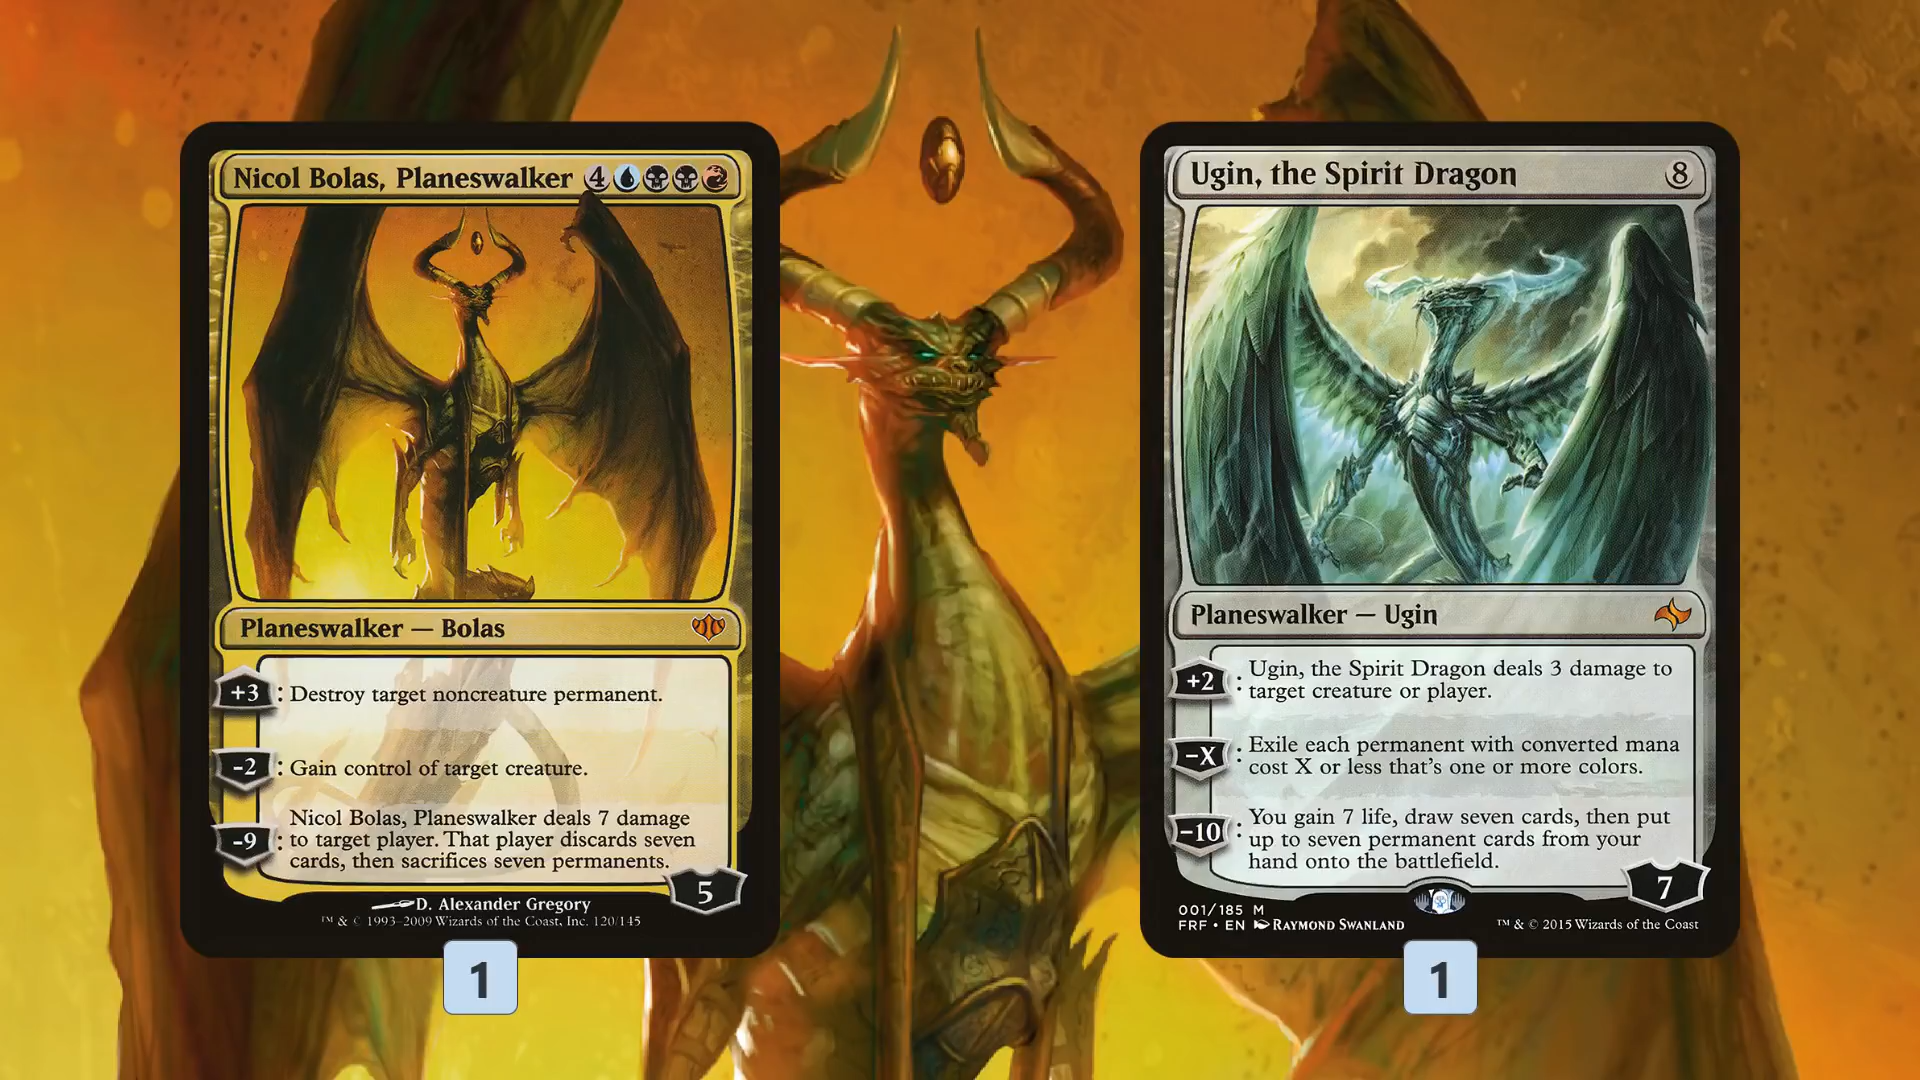 Nicol Bolas, Planeswalker 4
Planeswalker — Bolas
+3 : Destroy target noncreature permanent.
-2 : Gain control of target creature.
Nicol Bolas, Planeswalker deals 7 damage
-9 : to target player. That player discards seven
cards, then sacrifices seven permanents.
5
D. Alexander Gregory
™ & © 1993–2009 Wizards of the Coast, Inc. 120/145
1
Ugin, the Spirit Dragon 8
Planeswalker — Ugin
+2 : Ugin, the Spirit Dragon deals 3 damage to
target creature or player.
−X : Exile each permanent with converted mana
cost X or less that's one or more colors.
−10 : You gain 7 life, draw seven cards, then put
up to seven permanent cards from your
hand onto the battlefield.
7
001/185 M
FRF • EN Raymond Swanland ™ & © 2015 Wizards of the Coast
1